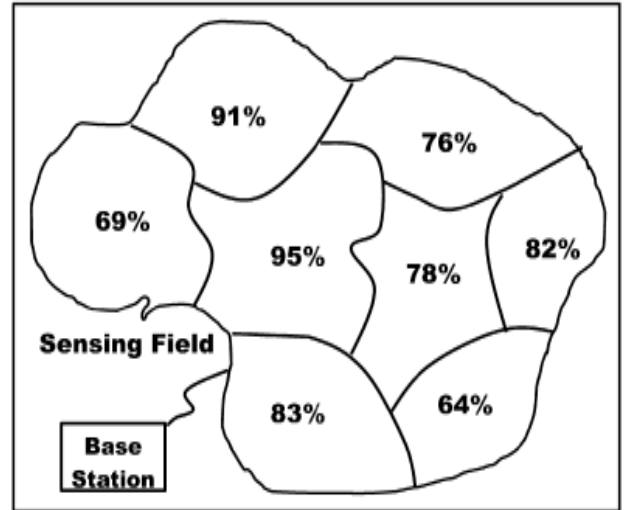 91%
76%
69%
95%
78%
82%
Sensing Field
83%
64%
Base
Station